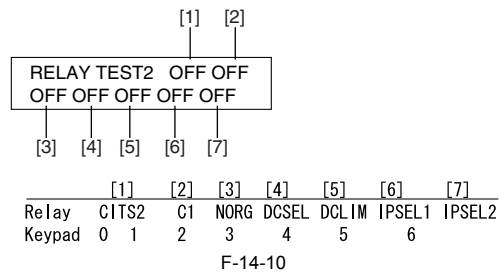 [1] [2]
RELAY TEST2 OFF OFF
OFF OFF OFF OFF OFF
[3] [4] [5] [6] [7]
[1] [2] [3] [4] [5] [6] [7]
Relay CITS2 C1 NORG DCSEL DCLIM IPSEL1 IPSEL2
Keypad 0 1 2 3 4 5 6
F-14-10